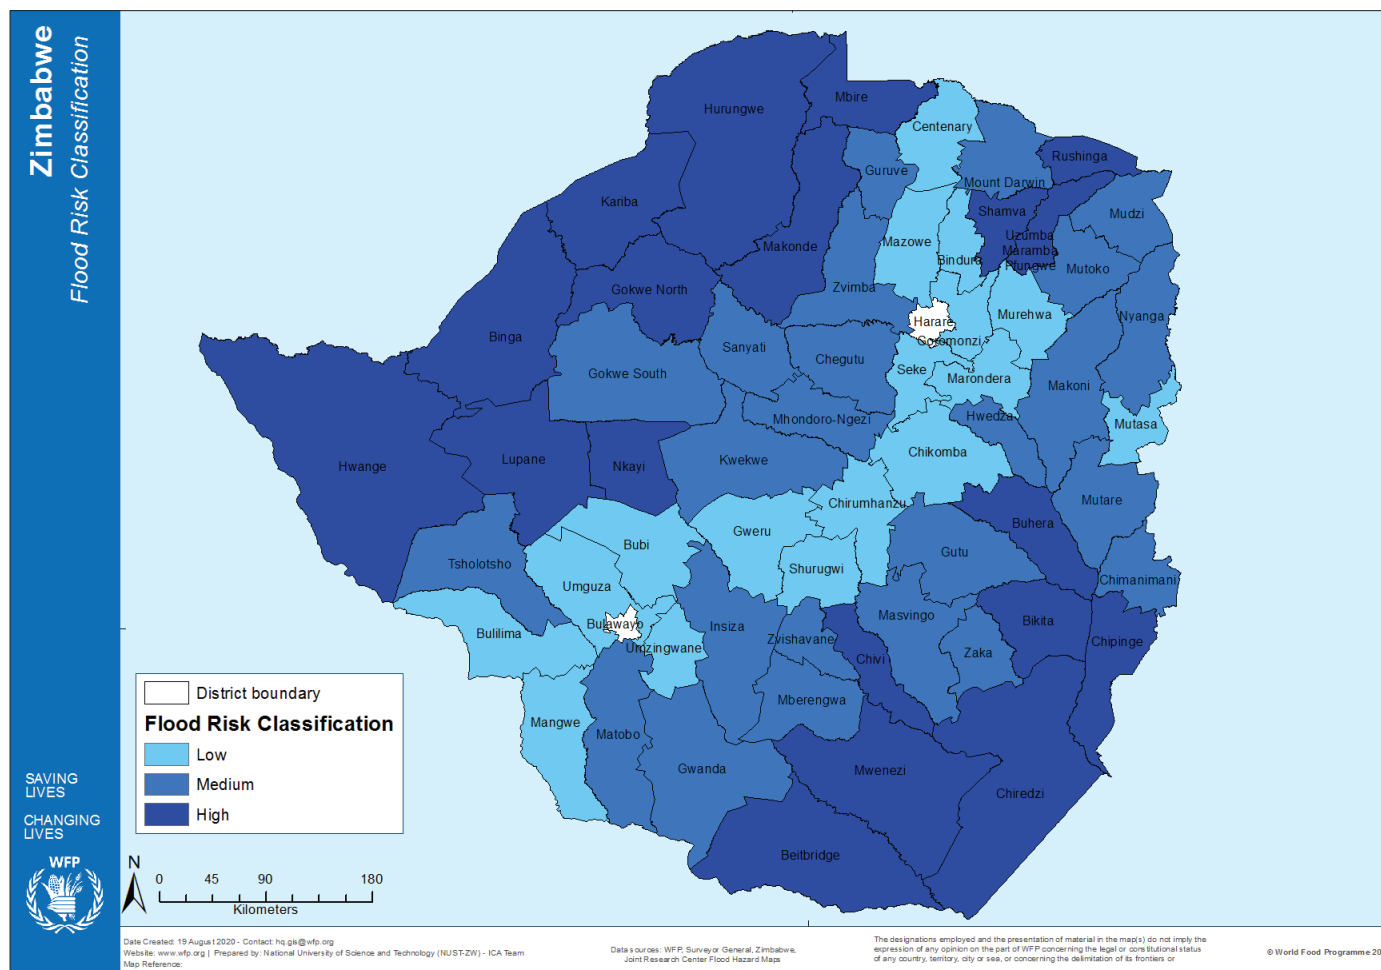 Zimbabwe
Flood Risk Classification
Hurungwe
Mbire
Centenary
Rushinga
Guruve
Mount Darwin
Kariba
Shamva
Mudzi
Makonde
Mazowe
Uzumba
Maramba
Pfungwe
Bindura
Mutoko
Gokwe North
Zvimba
Murehwa
Nyanga
Harare
Binga
Sanyati
Goromonzi
Chegutu
Gokwe South
Seke
Marondera
Makoni
Mhondoro-Ngezi
Hwedza
Mutasa
Hwange
Lupane
Nkayi
Kwekwe
Chikomba
Chirumhanzu
Mutare
Buhera
Gweru
Bubi
Gutu
Tsholotsho
Shurugwi
Chimanimani
Umguza
Masvingo
Bikita
Bulawayo
Insiza
Bulilima
Zvishavane
Chipinge
Umzingwane
Chivi
Zaka
Mberengwa
Mangwe
Matobo
Gwanda
Mwenezi
Chiredzi
Beitbridge
District boundary
Flood Risk Classification
Low
Medium
High
SAVING
LIVES
CHANGING
LIVES
WFP
N
0 45 90 180
Kilometers
Date Created: 19 August 2020 - Contact: hq.gis@wfp.org
Website: www.wfp.org | Prepared by: National University of Science and Technology (NUST-ZW) - ICA Team
Map Reference:
Data sources: WFP, Surveyor General, Zimbabwe,
Joint Research Center Flood Hazard Maps
The designations employed and the presentation of material in the map(s) do not imply the
expression of any opinion on the part of WFP concerning the legal or constitutional status
of any country, territory, city or sea, or concerning the delimitation of its frontiers or
© World Food Programme 20